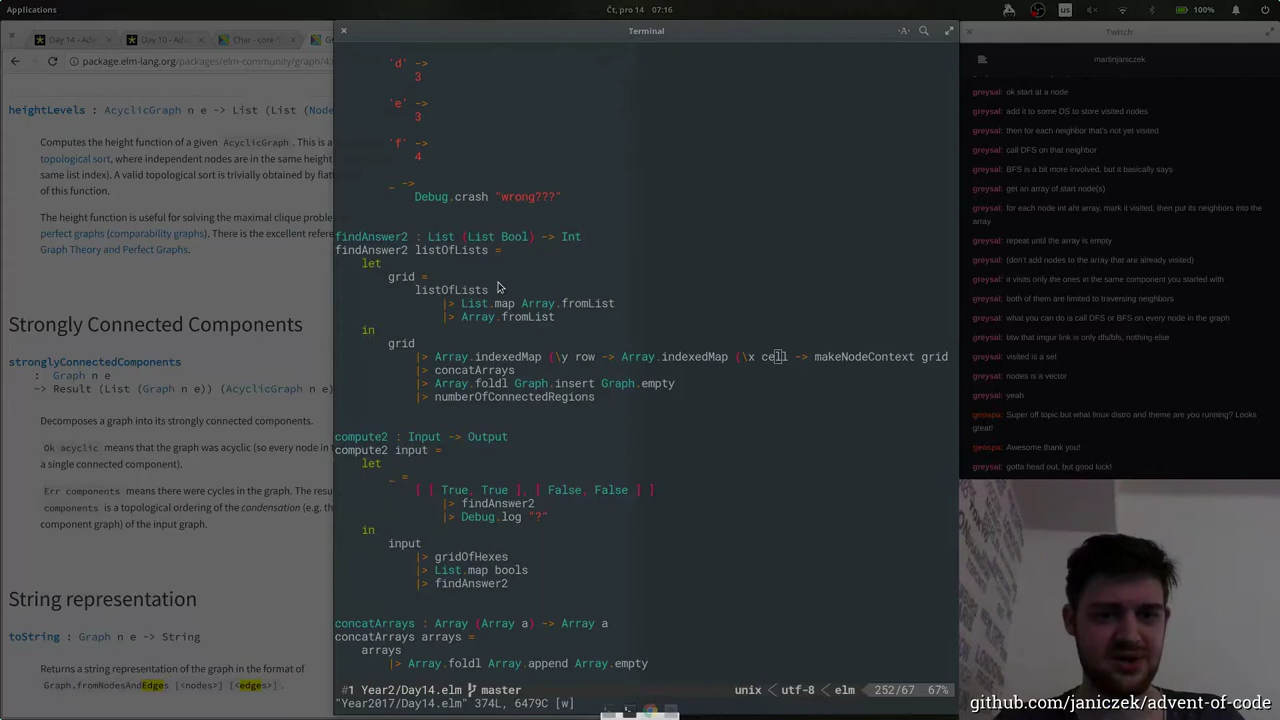 Applications
Čt, pro 14 07:16
us
100%
Day 14 - Adve
Day 10 - Adve
Char – core
package.elm-lang.org/packages/elm-community/graph/4.
heightLevels : AcyclicGraph n e -> List (List (Node
Computes the height function of a given AcyclicGraph. This is a
topological sort, where independent nodes are in the same height
same list index). A valid topological sort is trivially obtained by flat
of this function.
The height function is useful for solving the maximal
perfect graphs (comparability graphs). There is the excellent refere
Graph Theory and Perfect Graphs.
Strongly Connected Components
stronglyConnectedComponents
: Graph n e
-> Result (List (Graph n e)) (AcyclicGraph
Decomposes a graph into its strongly connected components.
Ok acyclic means that the graph was acyclic (so each node in
a single connected component).
Err components means there were cycles in the graph. The resu
components is a topological ordering of the condensation (e.g. th
component graph) of the input graph.
String representation
toString : Graph n e -> String
Returns a string representation of the graph in the format of
Graph.fromNodesAndEdges [<nodes>] [<edges>].
Terminal
'd' ->
3
'e' ->
3
'f' ->
4
_ ->
Debug.crash "wrong???"
findAnswer2 : List (List Bool) -> Int
findAnswer2 listOfLists =
let
grid =
listOfLists
|> List.map Array.fromList
|> Array.fromList
in
grid
|> Array.indexedMap (\y row -> Array.indexedMap (\x cell -> makeNodeContext grid
|> concatArrays
|> Array.foldl Graph.insert Graph.empty
|> numberOfConnectedRegions
compute2 : Input -> Output
compute2 input =
let
_ =
[ [ True, True ], [ False, False ] ]
|> findAnswer2
|> Debug.log "?"
in
input
|> gridOfHexes
|> List.map bools
|> findAnswer2
concatArrays : Array (Array a) -> Array a
concatArrays arrays =
arrays
|> Array.foldl Array.append Array.empty
#1 Year2/Day14.elm master
unix < utf-8 < elm 252/67 67%
"Year2017/Day14.elm" 374L, 6479C [w]
Twitch
martinjaniczek
greysal: ok start at a node
greysal: add it to some DS to store visited nodes
greysal: then for each neighbor that's not yet visited
greysal: call DFS on that neighbor
greysal: BFS is a bit more involved, but it basically says
greysal: get an array of start node(s)
greysal: for each node int aht array, mark it visited, then put its neighbors into the
array
greysal: repeat until the array is empty
greysal: (don't add nodes to the array that are already visited)
greysal: it visits only the ones in the same component you started with
greysal: both of them are limited to traversing neighbors
greysal: what you can do is call DFS or BFS on every node in the graph
greysal: btw that imgur link is only dfs/bfs, nothing else
greysal: visited is a set
greysal: nodes is a vector
greysal: yeah
Super off topic but what linux distro and theme are you running? Looks
great!
Awesome thank you!
greysal: gotta head out, but good luck!
github.com/janiczek/advent-of-code